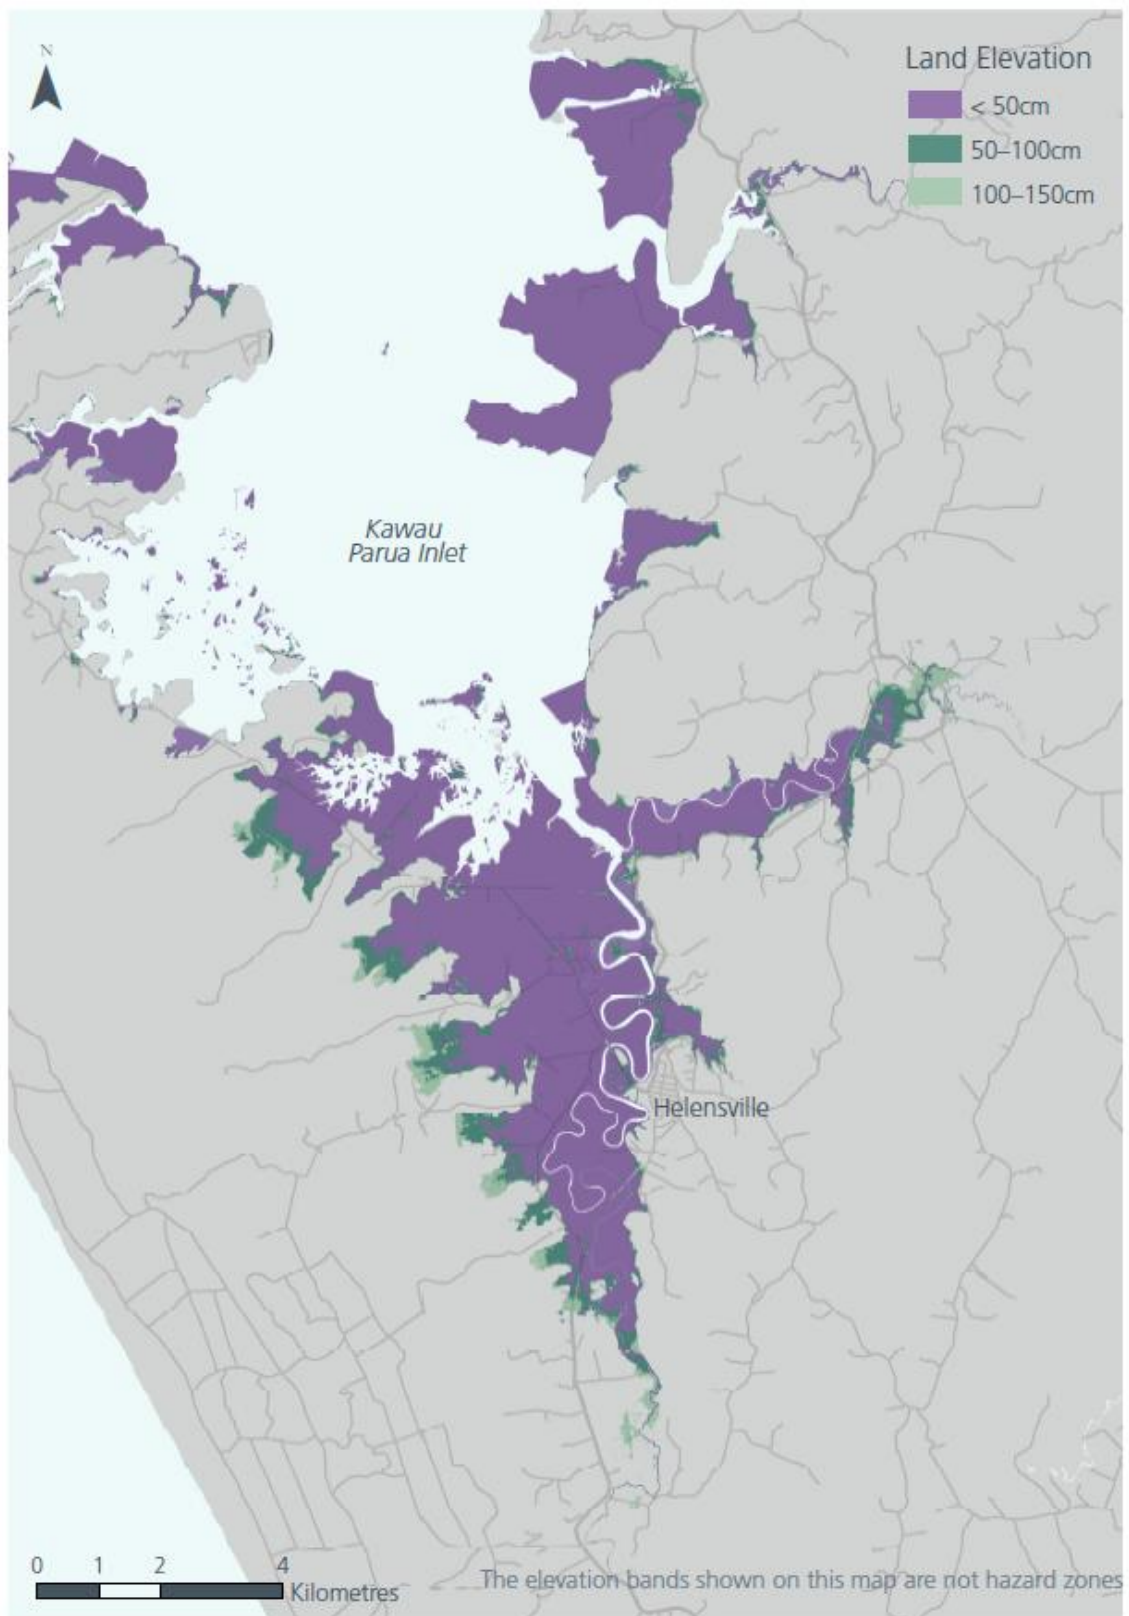 N
Land Elevation
< 50cm
50–100cm
100–150cm
Kawau
Parua Inlet
Helensville
0 1 2 4
Kilometres
The elevation bands shown on this map are not hazard zones